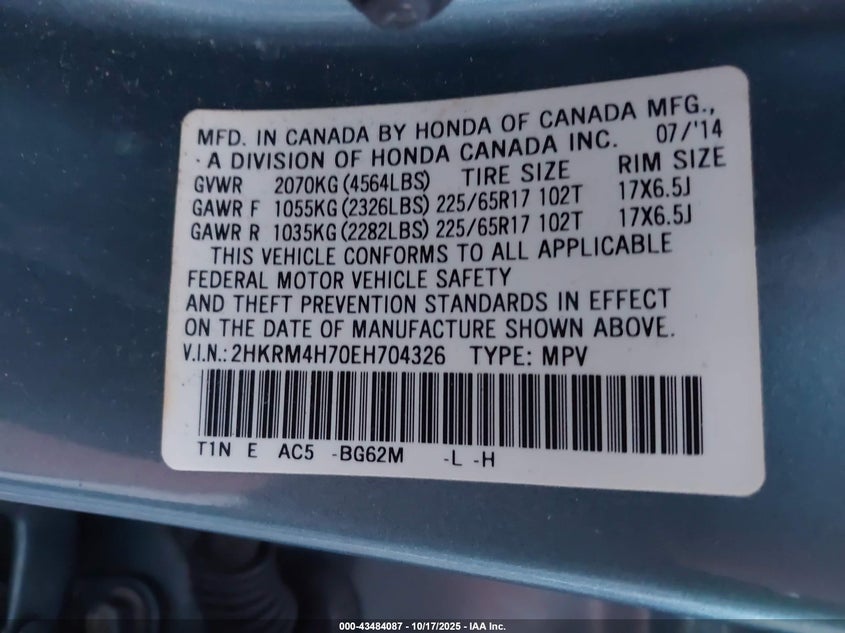 MFD. IN CANADA BY HONDA OF CANADA MFG.,
A DIVISION OF HONDA CANADA INC. 07/'14
GVWR 2070KG (4564LBS) TIRE SIZE RIM SIZE
GAWR F 1055KG (2326LBS) 225/65R17 102T 17X6.5J
GAWR R 1035KG (2282LBS) 225/65R17 102T 17X6.5J
THIS VEHICLE CONFORMS TO ALL APPLICABLE
FEDERAL MOTOR VEHICLE SAFETY
AND THEFT PREVENTION STANDARDS IN EFFECT
ON THE DATE OF MANUFACTURE SHOWN ABOVE.
V.I.N.: 2HKRM4H70EH704326 TYPE: MPV
T1N E AC5 -BG62M -L -H
000-43484087 - 10/17/2025 - IAA Inc.